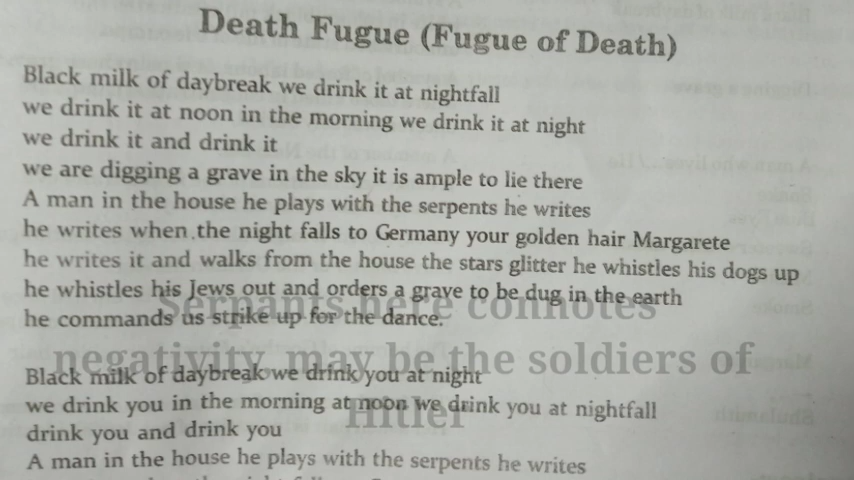 Death Fugue (Fugue of Death)
Black milk of daybreak we drink it at nightfall
we drink it at noon in the morning we drink it at night
we drink it and drink it
we are digging a grave in the sky it is ample to lie there
A man in the house he plays with the serpents he writes
he writes when the night falls to Germany your golden hair Margarete
he writes it and walks from the house the stars glitter he whistles his dogs up
he whistles his Jews out and orders a grave to be dug in the earth
he commands us strike up for the dance.
Serpants here connotes
negativity, may be the soldiers of
Hitler
Black milk of daybreak we drink you at night
we drink you in the morning at noon we drink you at nightfall
drink you and drink you
A man in the house he plays with the serpents he writes